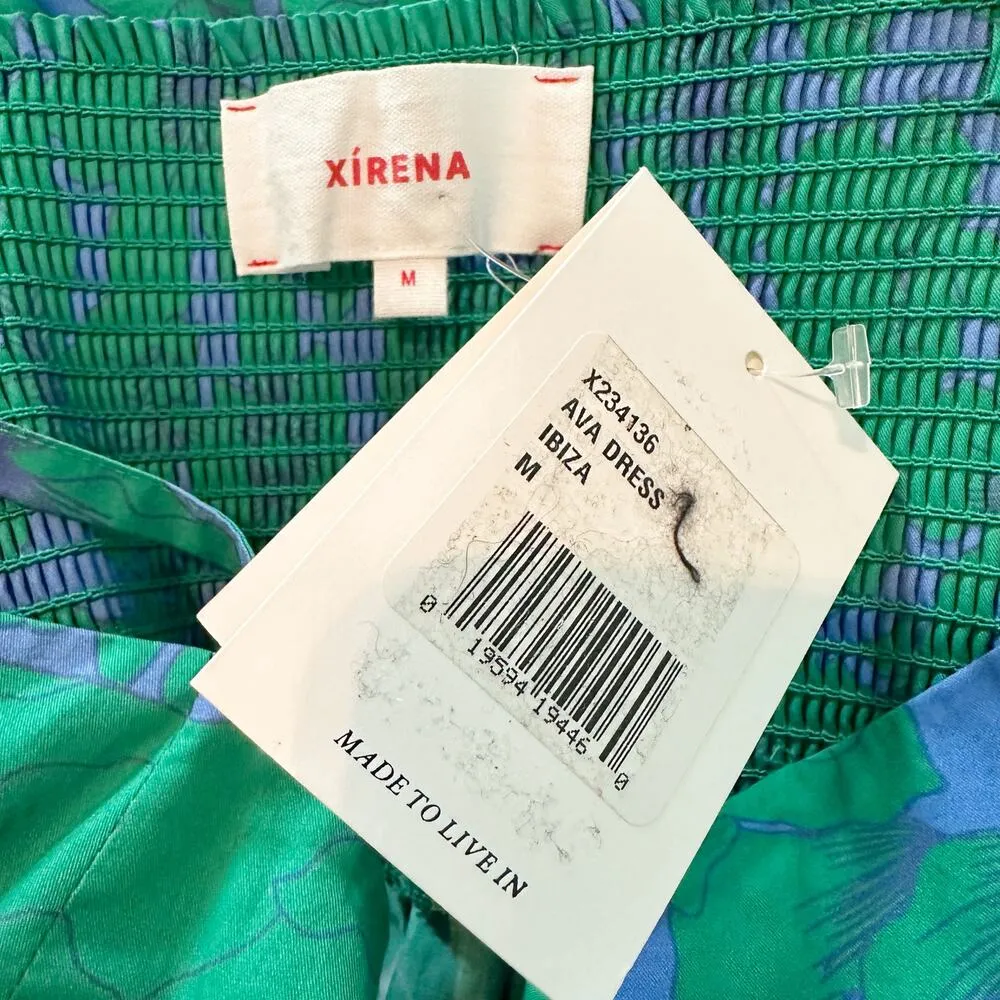 XÍRENA
M
X234136
AVA DRESS
IBIZA
M
0 19594 19446 0
MADE TO LIVE IN